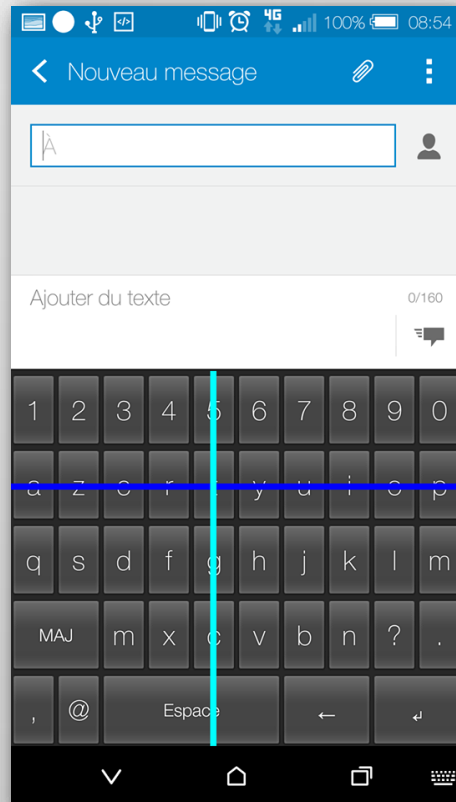 4G 100% 08:54
Nouveau message
À
Ajouter du texte 0/160
1 2 3 4 5 6 7 8 9 0
a z e r t y u i o p
q s d f g h j k l m
MAJ m x c v b n ? .
, @ Espace ← ↲